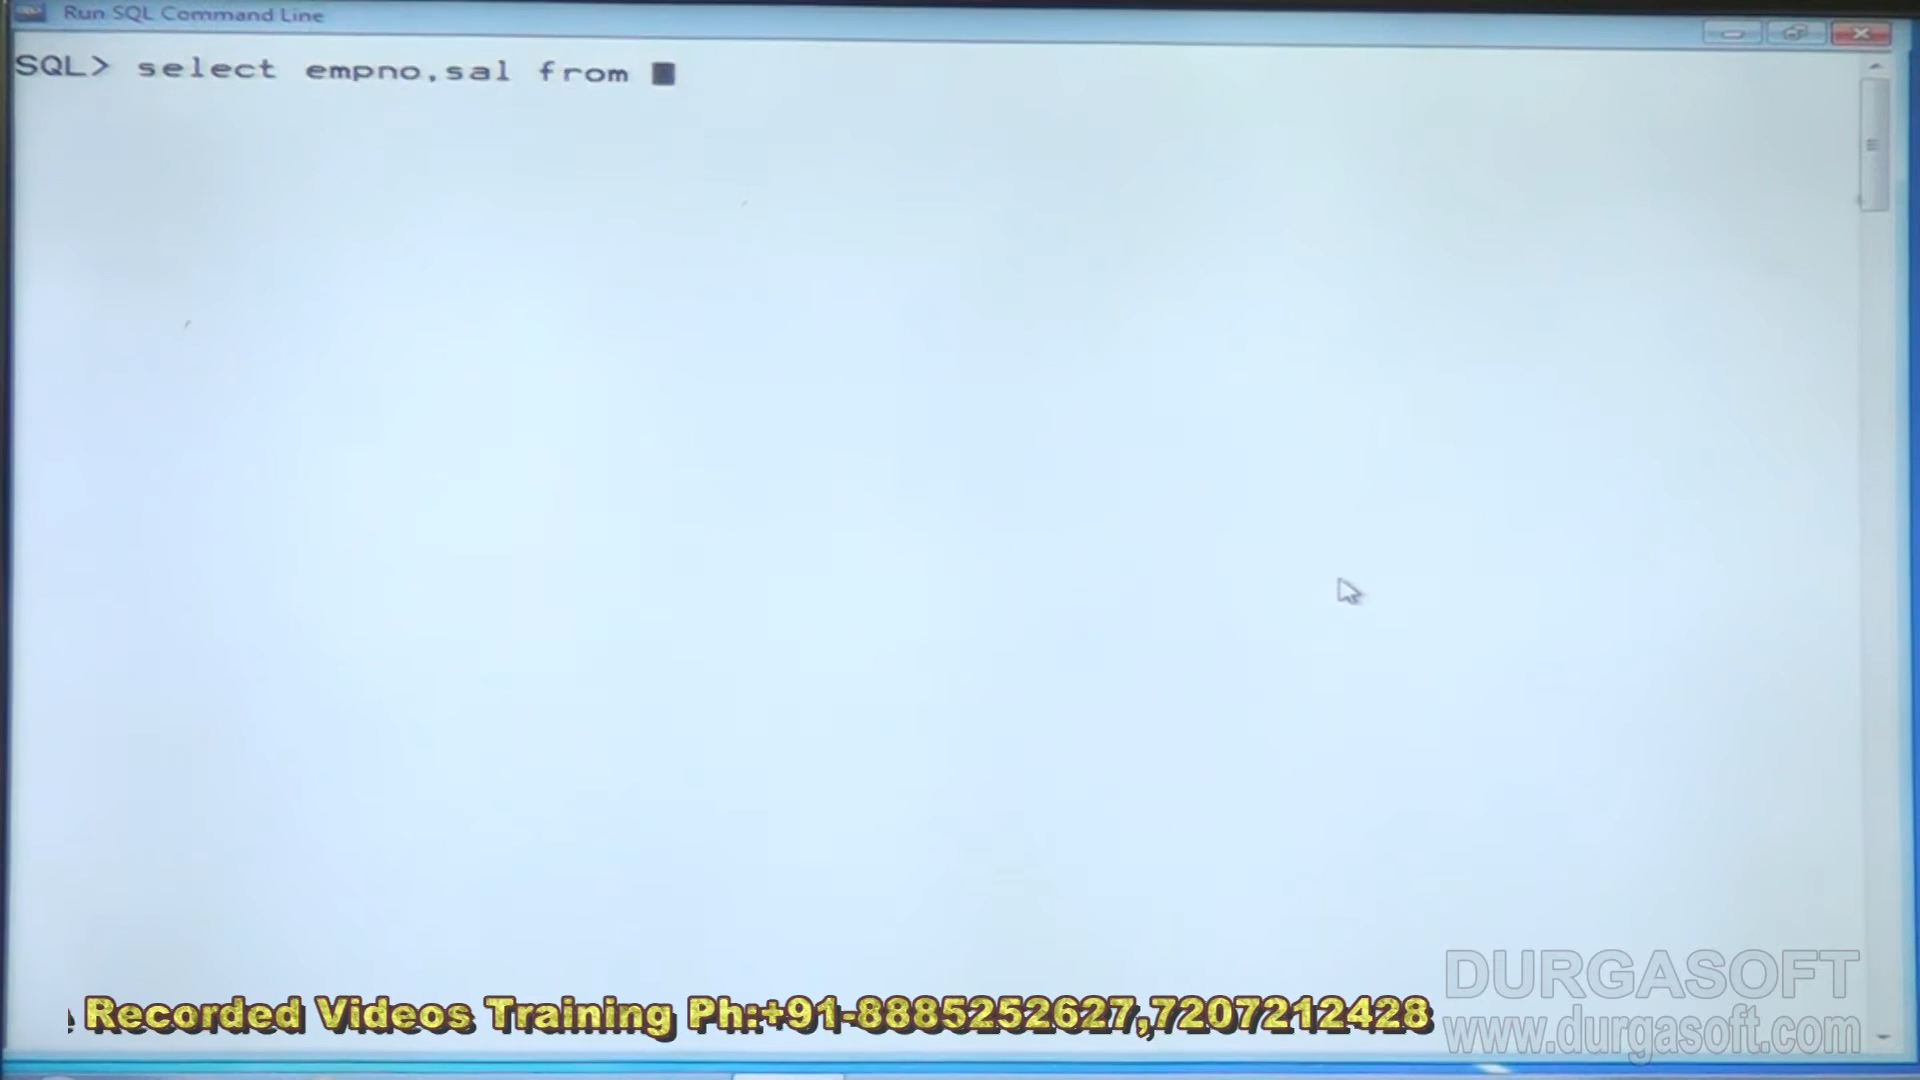 Run SQL Command Line
SQL> select empno,sal from
Recorded Videos Training Ph:+91-8885252627,7207212428
DURGASOFT
www.durgasoft.com